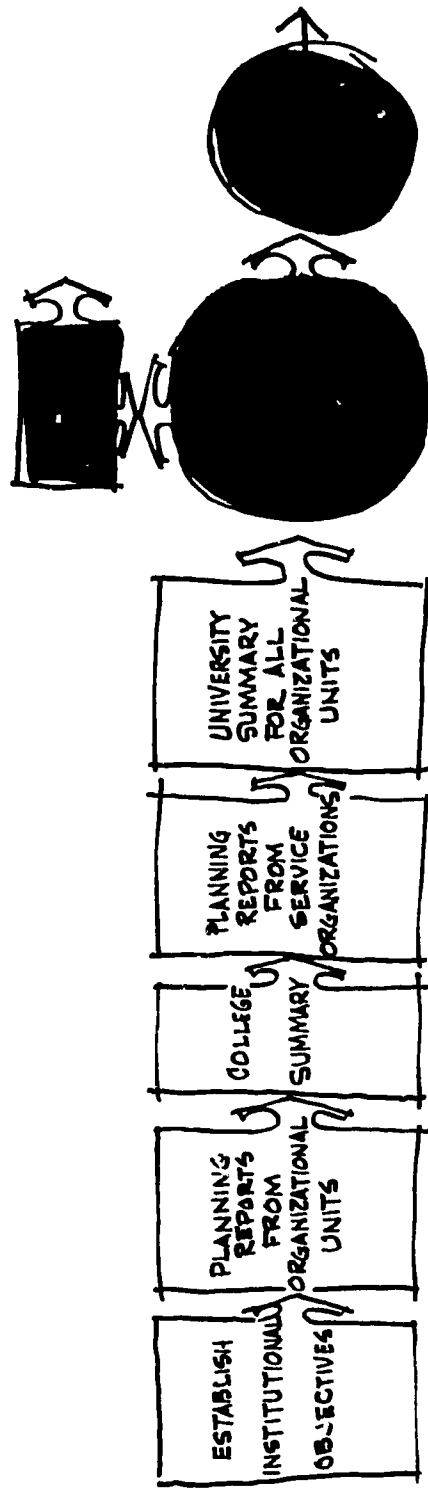 ESTABLISH
INSTITUTIONAL
OBJECTIVES
PLANNING
REPORTS
FROM
ORGANIZATIONAL
UNITS
COLLEGE
SUMMARY
PLANNING
REPORTS
FROM
SERVICE
ORGANIZATIONS
UNIVERSITY
SUMMARY
FOR ALL
ORGANIZATIONAL
UNITS